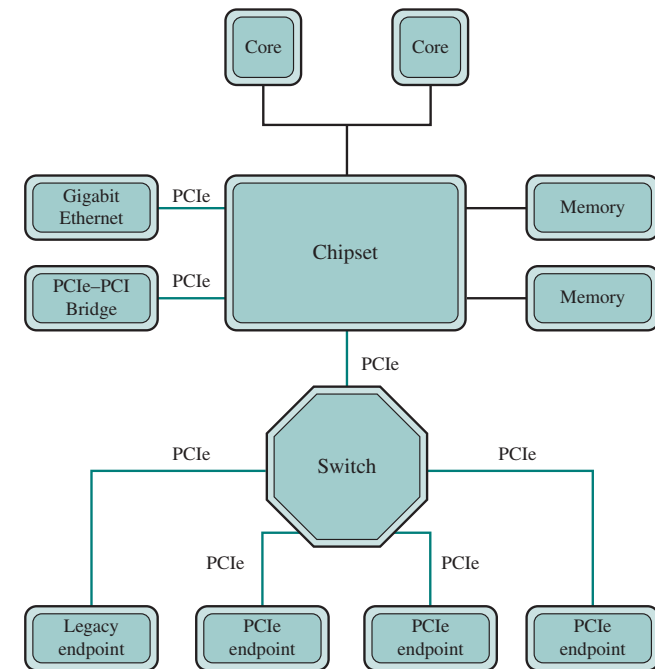 Core
Core
Gigabit
Ethernet
PCIe
Chipset
Memory
PCIe–PCI
Bridge
PCIe
Memory
PCIe
Switch
PCIe
PCIe
PCIe
PCIe
Legacy
endpoint
PCIe
endpoint
PCIe
endpoint
PCIe
endpoint